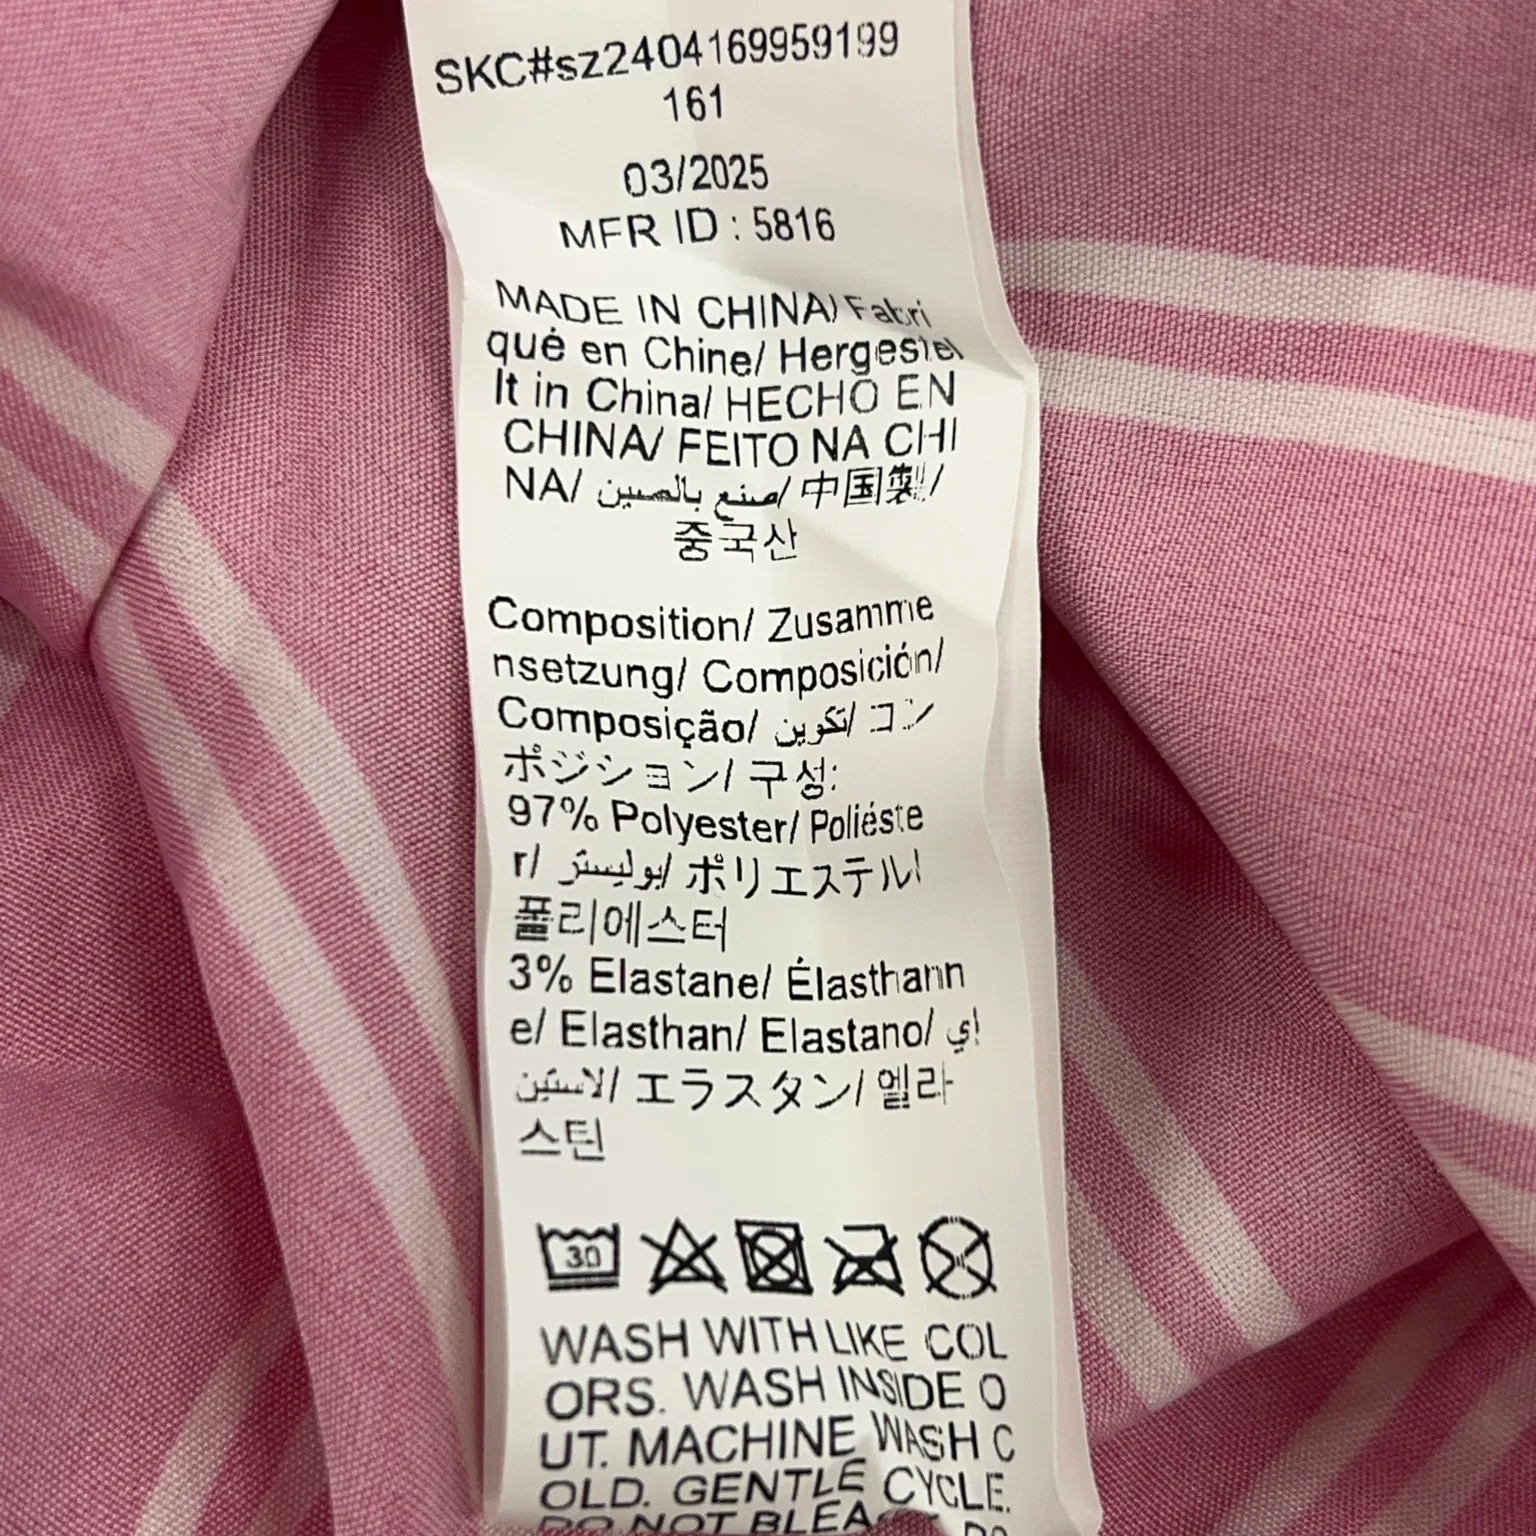 SKC#sz2404169959199
161
03/2025
MFR ID : 5816
MADE IN CHINA/ Fabri
qué en Chine/ Hergestel
lt in China/ HECHO EN
CHINA/ FEITO NA CHI
NA/ صنع بالصين/ 中国製/
중국산
Composition/ Zusamme
nsetzung/ Composición/
Composição/ تكوين/ コン
ポジション/ 구성:
97% Polyester/ Poliéste
r/ بوليستر/ ポリエステル/
폴리에스터
3% Elastane/ Élasthann
e/ Elasthan/ Elastano/ إي
لاستين/ エラスタン/ 엘라
스틴
30
WASH WITH LIKE COL
ORS. WASH INSIDE O
UT. MACHINE WASH C
OLD. GENTLE CYCLE.
DO NOT BLEA